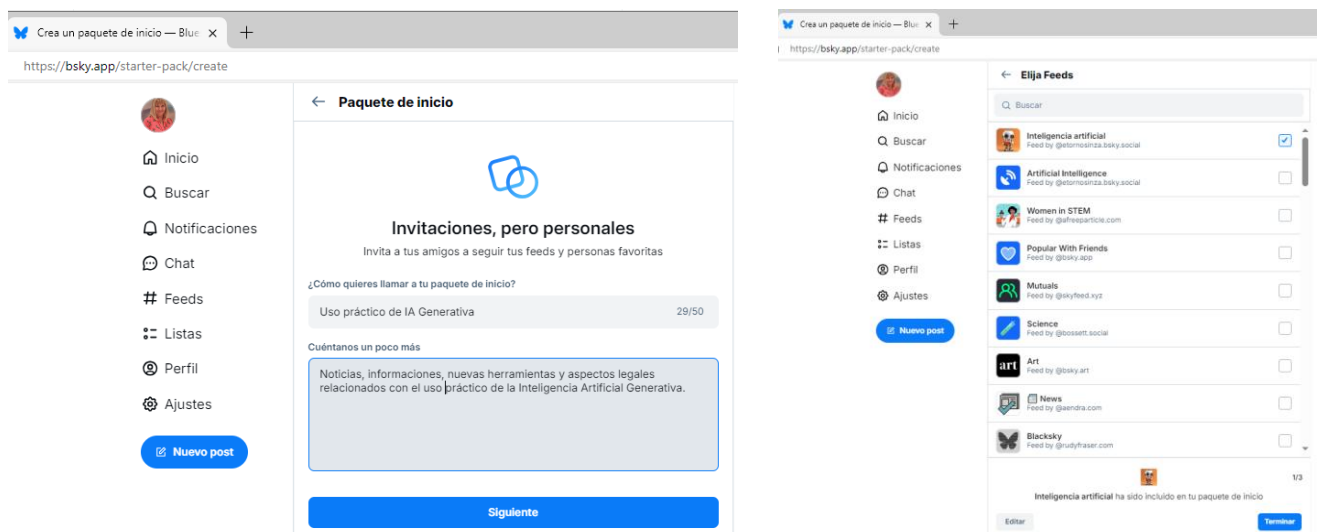 Crea un paquete de inicio — Blue
https://bsky.app/starter-pack/create
Inicio
Buscar
Notificaciones
Chat
Feeds
Listas
Perfil
Ajustes
Nuevo post
Paquete de inicio
Invitaciones, pero personales
Invita a tus amigos a seguir tus feeds y personas favoritas
¿Cómo quieres llamar a tu paquete de inicio?
Uso práctico de IA Generativa 29/50
Cuéntanos un poco más
Noticias, informaciones, nuevas herramientas y aspectos legales
relacionados con el uso práctico de la Inteligencia Artificial Generativa.
Siguiente
Crea un paquete de inicio — Blue
https://bsky.app/starter-pack/create
Inicio
Buscar
Notificaciones
Chat
Feeds
Listas
Perfil
Ajustes
Nuevo post
Elija Feeds
Buscar
Inteligencia artificial
Feed by @etornosinza.bsky.social
Artificial Intelligence
Feed by @etornosinza.bsky.social
Women in STEM
Feed by @afreeparticle.com
Popular With Friends
Feed by @bsky.app
Mutuals
Feed by @skyfeed.xyz
Science
Feed by @bossett.social
art
Art
Feed by @bsky.art
News
Feed by @aendra.com
Blacksky
Feed by @rudyfraser.com
1/3
Inteligencia artificial ha sido incluido en tu paquete de inicio
Editar
Terminar